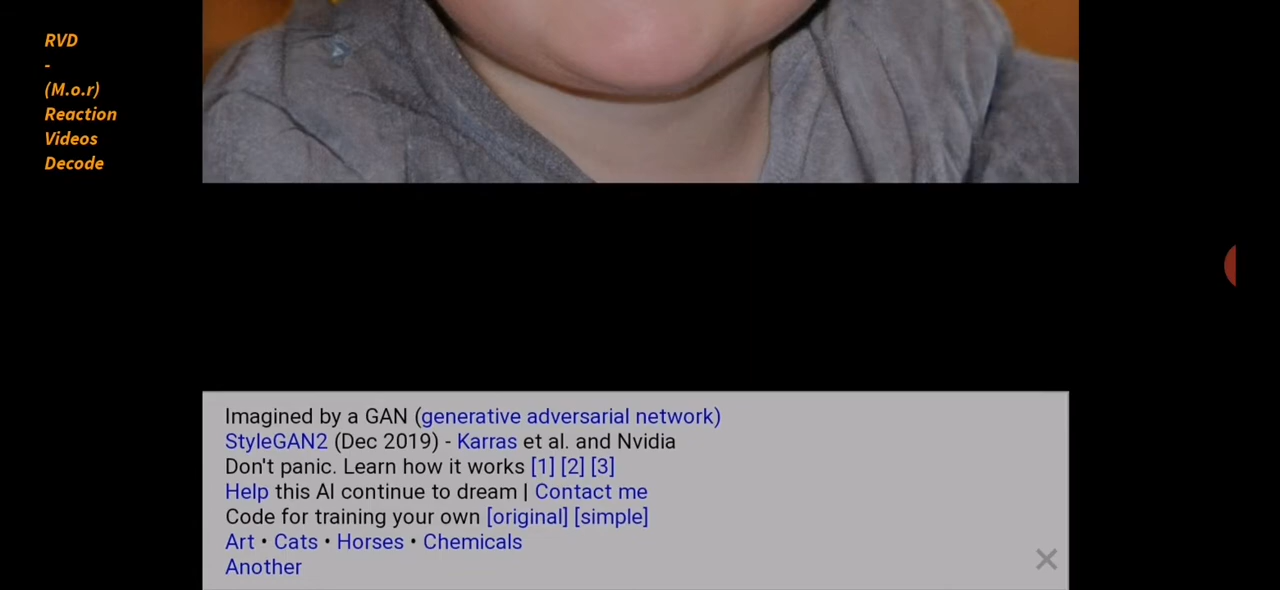 RVD
-
(M.o.r)
Reaction
Videos
Decode
Imagined by a GAN (generative adversarial network)
StyleGAN2 (Dec 2019) - Karras et al. and Nvidia
Don't panic. Learn how it works [1] [2] [3]
Help this AI continue to dream | Contact me
Code for training your own [original] [simple]
Art • Cats • Horses • Chemicals
Another